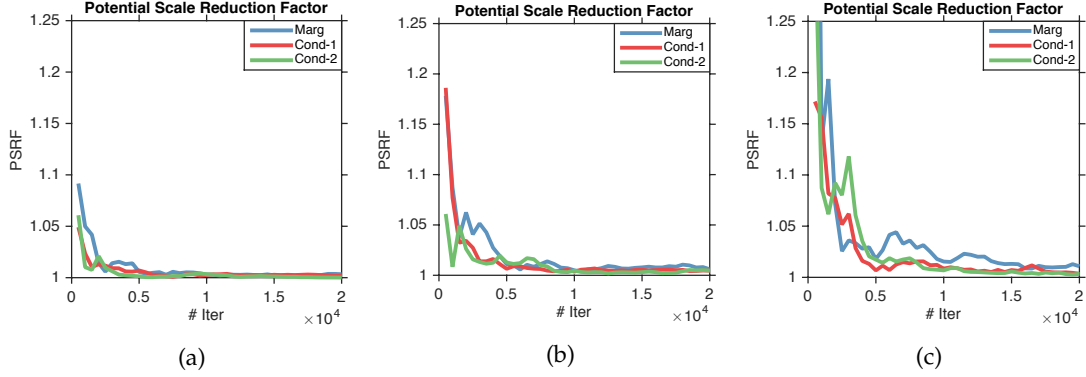 Potential Scale Reduction Factor
1.25
1.2
1.15
1.1
1.05
1
PSRF
Marg
Cond-1
Cond-2
0
0.5
1
1.5
2
# Iter
×10^4
(a)
Potential Scale Reduction Factor
1.25
1.2
1.15
1.1
1.05
1
PSRF
Marg
Cond-1
Cond-2
0
0.5
1
1.5
2
# Iter
×10^4
(b)
Potential Scale Reduction Factor
1.25
1.2
1.15
1.1
1.05
1
PSRF
Marg
Cond-1
Cond-2
0
0.5
1
1.5
2
# Iter
×10^4
(c)